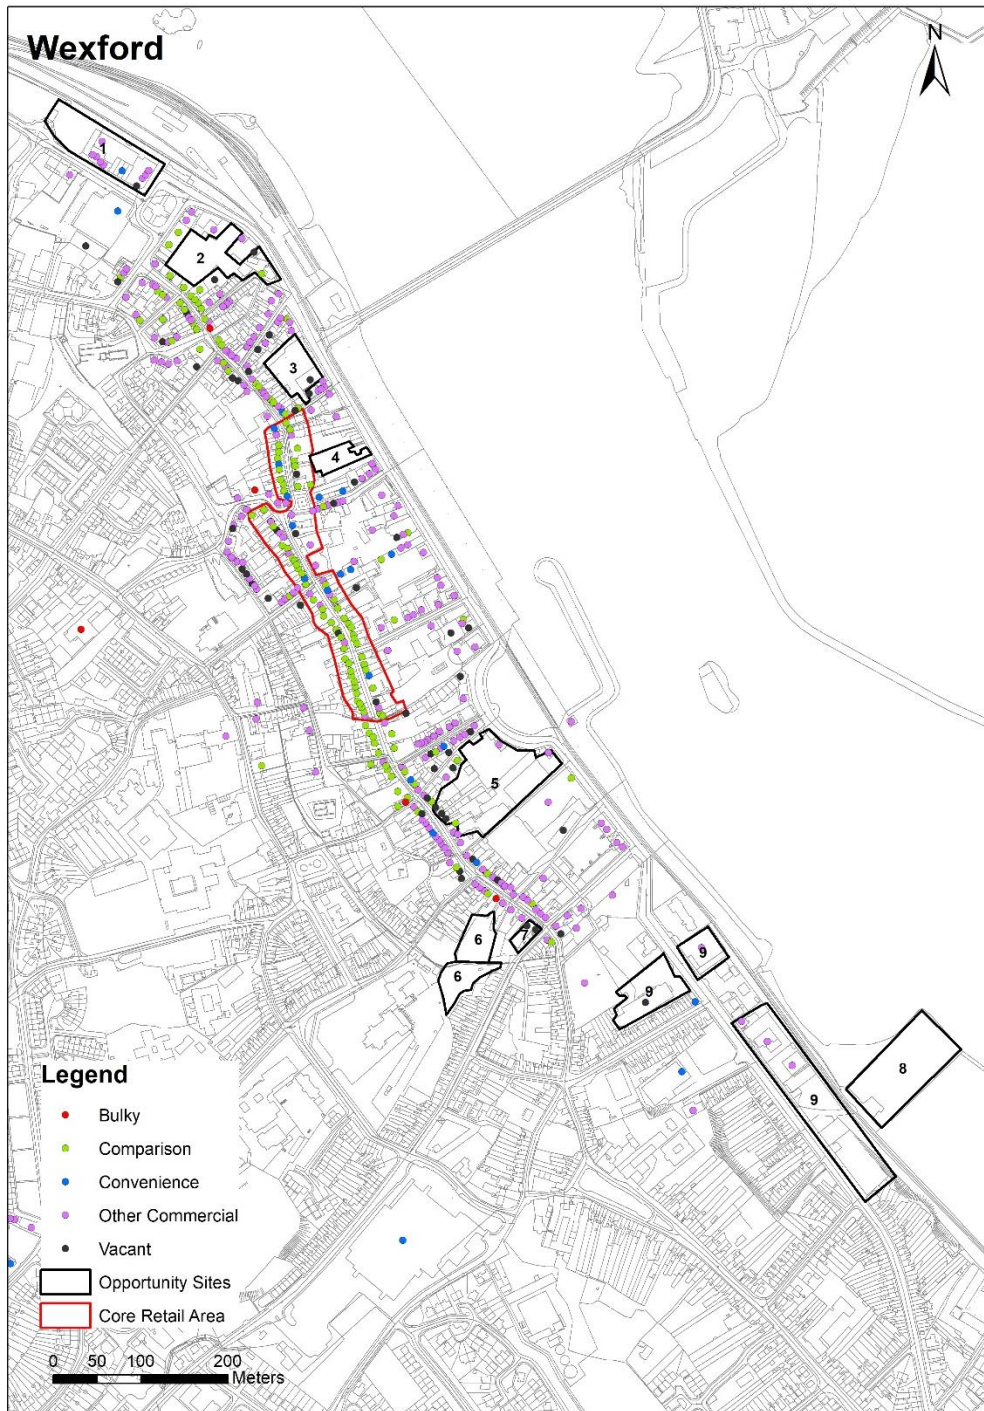 Wexford
N
1
2
3
4
5
6
7
6
9
9
8
9
Legend
Bulky
Comparison
Convenience
Other Commercial
Vacant
Opportunity Sites
Core Retail Area
0 50 100 200
Meters